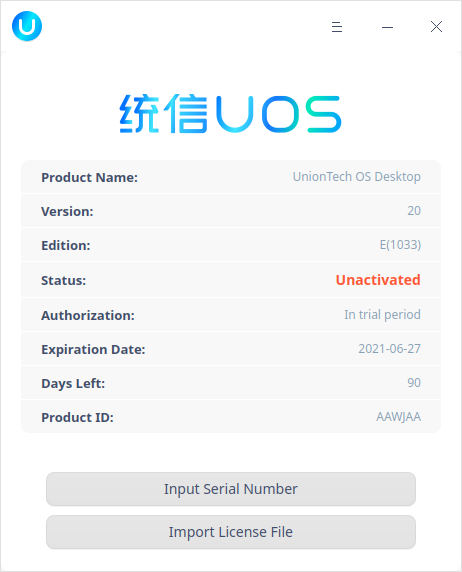 统信UOS
Product Name: UnionTech OS Desktop
Version: 20
Edition: E(1033)
Status: Unactivated
Authorization: In trial period
Expiration Date: 2021-06-27
Days Left: 90
Product ID: AAWJAA
Input Serial Number
Import License File